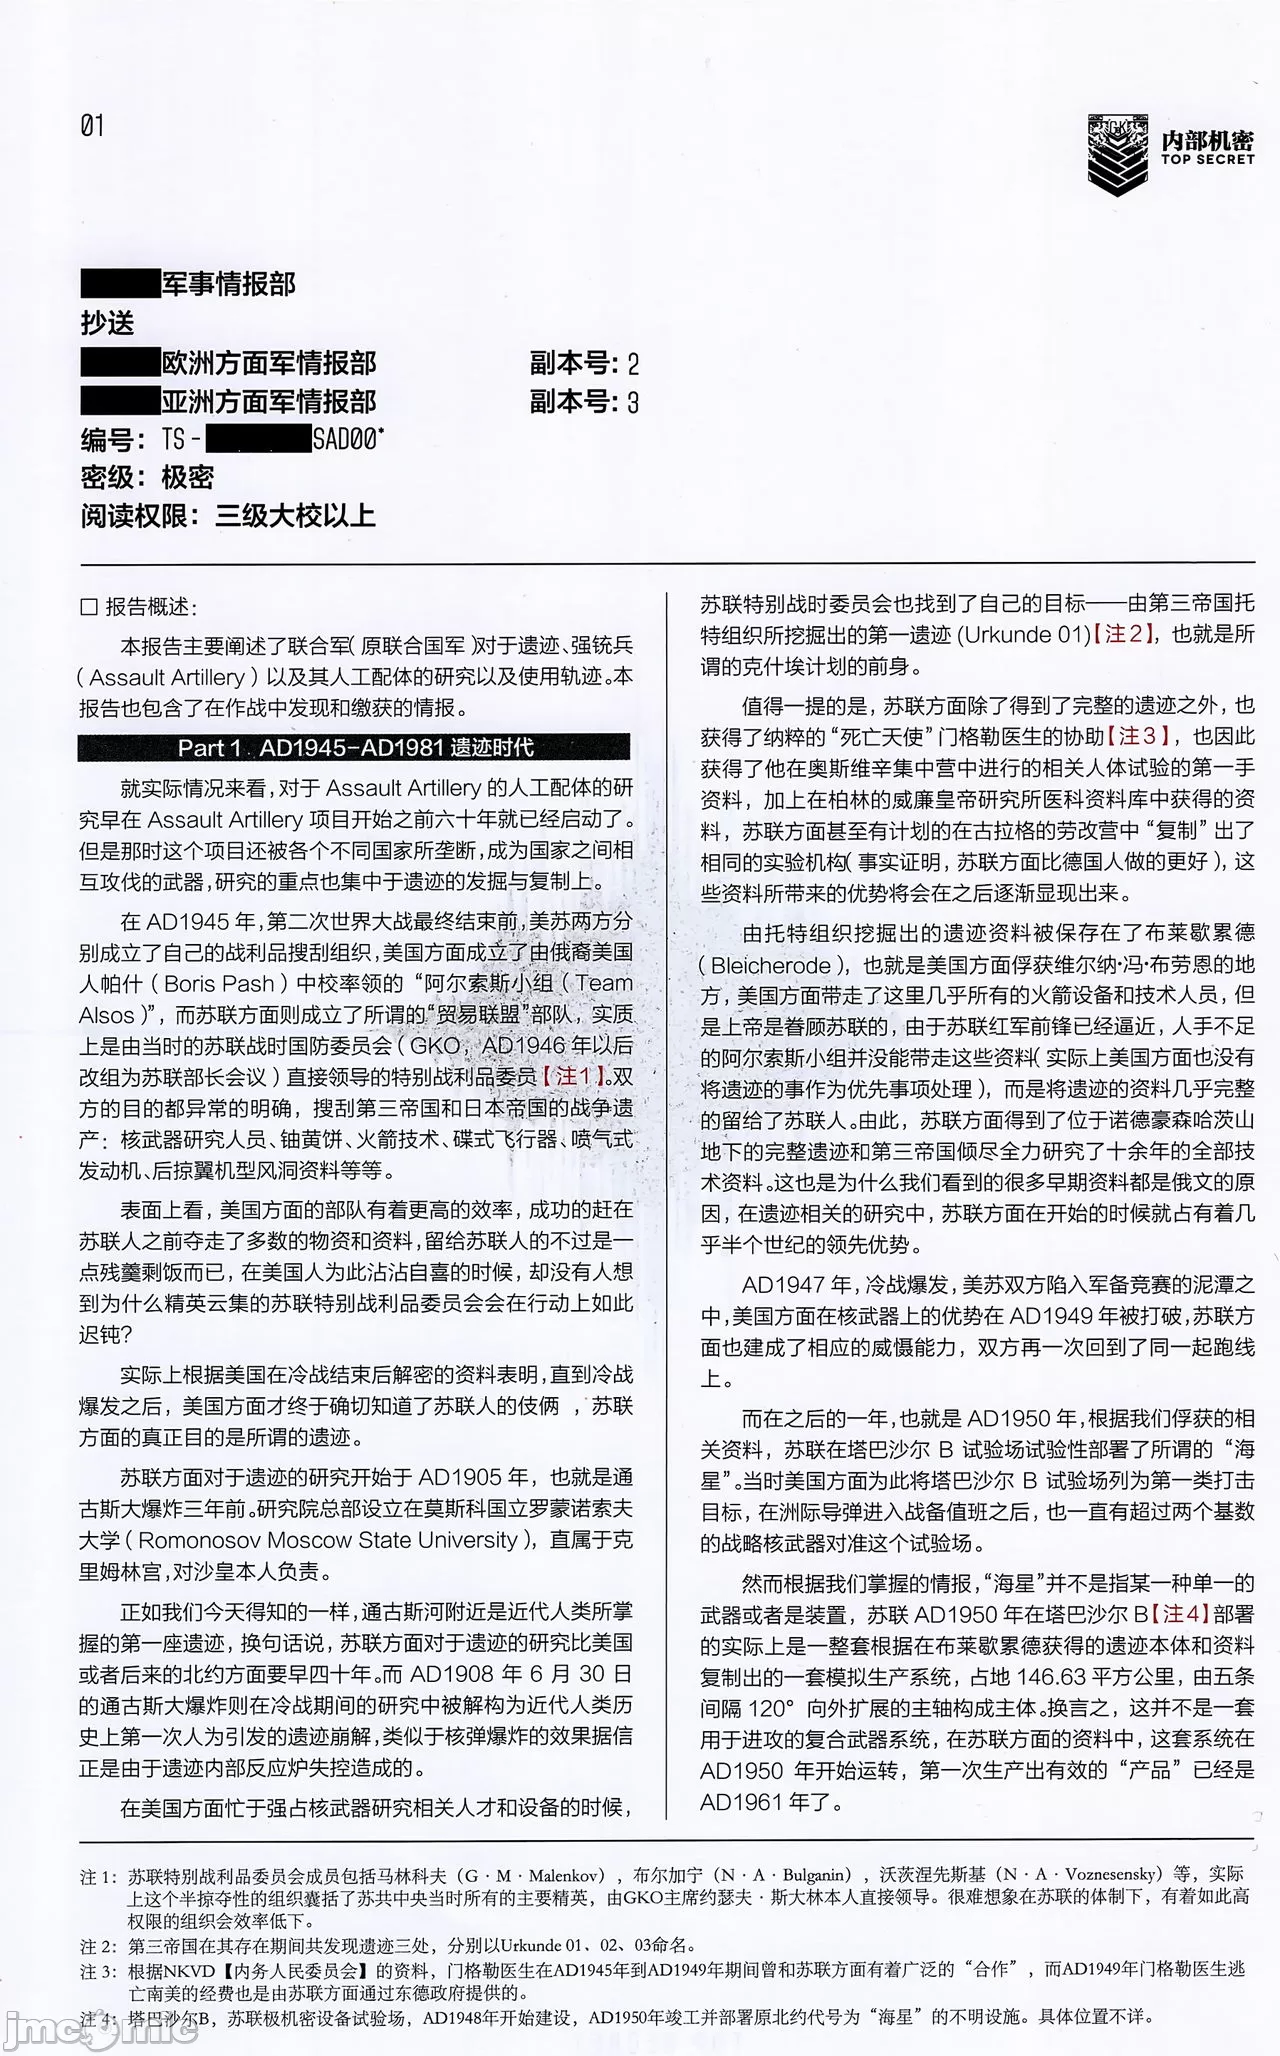 01
内部机密
TOP SECRET
军事情报部
抄送
欧洲方面军情报部 副本号: 2
亚洲方面军情报部 副本号: 3
编号: TS - SAD00*
密级: 极密
阅读权限: 三级大校以上
□ 报告概述:
本报告主要阐述了联合军(原联合国军)对于遗迹、强铳兵
(Assault Artillery)以及其人工配体的研究以及使用轨迹。本
报告也包含了在作战中发现和缴获的情报。
Part 1. AD1945-AD1981 遗迹时代
就实际情况来看,对于 Assault Artillery 的人工配体的研
究早在 Assault Artillery 项目开始之前六十年就已经启动了。
但是那时这个项目还被各个不同国家所垄断,成为国家之间相
互攻伐的武器,研究的重点也集中于遗迹的发掘与复制上。
在 AD1945 年,第二次世界大战最终结束前,美苏两方分
别成立了自己的战利品搜刮组织,美国方面成立了由俄裔美国
人帕什(Boris Pash)中校率领的 “阿尔索斯小组(Team
Alsos)”, 而苏联方面则成立了所谓的“贸易联盟”部队, 实质
上是由当时的苏联战时国防委员会(GKO, AD1946 年以后
改组为苏联部长会议)直接领导的特别战利品委员【注1】。双
方的目的都异常的明确, 搜刮第三帝国和日本帝国的战争遗
产: 核武器研究人员、铀黄饼、火箭技术、碟式飞行器、喷气式
发动机、后掠翼机型风洞资料等等。
表面上看, 美国方面的部队有着更高的效率, 成功的赶在
苏联人之前夺走了多数的物资和资料,留给苏联人的不过是一
点残羹剩饭而已, 在美国人为此沾沾自喜的时候, 却没有人想
到为什么精英云集的苏联特别战利品委员会会在行动上如此
迟钝?
实际上根据美国在冷战结束后解密的资料表明,直到冷战
爆发之后, 美国方面才终于确切知道了苏联人的伎俩 , 苏联
方面的真正目的是所谓的遗迹。
苏联方面对于遗迹的研究开始于 AD1905 年, 也就是通
古斯大爆炸三年前。研究院总部设立在莫斯科国立罗蒙诺索夫
大学(Romonosov Moscow State University), 直属于克
里姆林宫,对沙皇本人负责。
正如我们今天得知的一样,通古斯河附近是近代人类所掌
握的第一座遗迹, 换句话说, 苏联方面对于遗迹的研究比美国
或者后来的北约方面要早四十年。而 AD1908 年 6 月 30 日
的通古斯大爆炸则在冷战期间的研究中被解构为近代人类历
史上第一次人为引发的遗迹崩解,类似于核弹爆炸的效果据信
正是由于遗迹内部反应炉失控造成的。
在美国方面忙于强占核武器研究相关人才和设备的时候,
苏联特别战时委员会也找到了自己的目标——由第三帝国托
特组织所挖掘出的第一遗迹 (Urkunde 01)【注2】, 也就是所
谓的克什埃计划的前身。
值得一提的是, 苏联方面除了得到了完整的遗迹之外, 也
获得了纳粹的 “死亡天使” 门格勒医生的协助【注3】, 也因此
获得了他在奥斯维辛集中营中进行的相关人体试验的第一手
资料, 加上在柏林的威廉皇帝研究所医科资料库中获得的资
料, 苏联方面甚至有计划的在古拉格的劳改营中 “复制” 出了
相同的实验机构(事实证明, 苏联方面比德国人做的更好), 这
些资料所带来的优势将会在之后逐渐显现出来。
由托特组织挖掘出的遗迹资料被保存在了布莱歇累德
(Bleicherode), 也就是美国方面俘获维尔纳·冯·布劳恩的地
方, 美国方面带走了这里几乎所有的火箭设备和技术人员, 但
是上帝是眷顾苏联的, 由于苏联红军前锋已经逼近, 人手不足
的阿尔索斯小组并没能带走这些资料(实际上美国方面也没有
将遗迹的事作为优先事项处理), 而是将遗迹的资料几乎完整
的留给了苏联人。由此, 苏联方面得到了位于诺德豪森哈茨山
地下的完整遗迹和第三帝国倾尽全力研究了十余年的全部技
术资料。这也是为什么我们看到的很多早期资料都是俄文的原
因, 在遗迹相关的研究中, 苏联方面在开始的时候就占有着几
乎半个世纪的领先优势。
AD1947 年, 冷战爆发, 美苏双方陷入军备竞赛的泥潭之
中,美国方面在核武器上的优势在 AD1949 年被打破,苏联方
面也建成了相应的威慑能力, 双方再一次回到了同一起跑线
上。
而在之后的一年, 也就是 AD1950 年, 根据我们俘获的相
关资料, 苏联在塔巴沙尔 B 试验场试验性部署了所谓的 “海
星”。当时美国方面为此将塔巴沙尔 B 试验场列为第一类打击
目标, 在洲际导弹进入战备值班之后, 也一直有超过两个基数
的战略核武器对准这个试验场。
然而根据我们掌握的情报, “海星”并不是指某一种单一的
武器或者是装置, 苏联 AD1950 年在塔巴沙尔 B【注4】部署
的实际上是一整套根据在布莱歇累德获得的遗迹本体和资料
复制出的一套模拟生产系统, 占地 146.63 平方公里, 由五条
间隔 120° 向外扩展的主轴构成主体。换言之, 这并不是一套
用于进攻的复合武器系统, 在苏联方面的资料中, 这套系统在
AD1950 年开始运转, 第一次生产出有效的 “产品” 已经是
AD1961 年了。
注 1: 苏联特别战利品委员会成员包括马林科夫(G·M·Malenkov), 布尔加宁(N·A·Bulganin), 沃茨涅先斯基(N·A·Voznesensky)等, 实际
上这个半掠夺性的组织囊括了苏共中央当时所有的主要精英, 由GKO主席约瑟夫·斯大林本人直接领导。很难想象在苏联的体制下, 有着如此高
权限的组织会效率低下。
注 2: 第三帝国在其存在期间共发现遗迹三处, 分别以Urkunde 01、02、03命名。
注 3: 根据NKVD【内务人民委员会】的资料, 门格勒医生在AD1945年到AD1949年期间曾和苏联方面有着广泛的 “合作” , 而AD1949年门格勒医生逃
亡南美的经费也是由苏联方面通过东德政府提供的。
注 4: 塔巴沙尔B, 苏联极机密设备试验场, AD1948年开始建设, AD1950年竣工并部署原北约代号为 “海星” 的不明设施。具体位置不详。
jmcomic